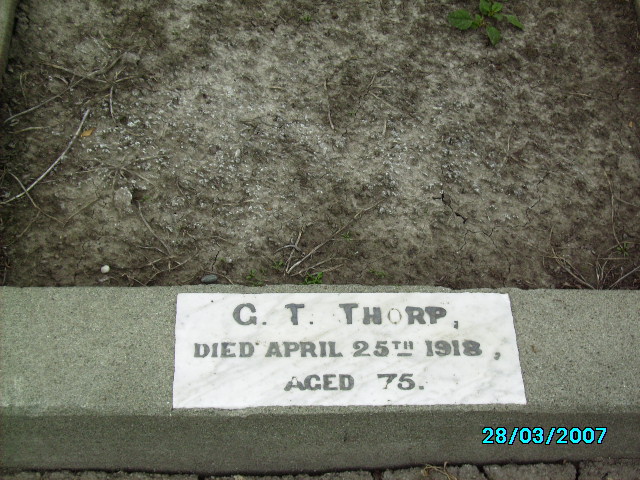 G. T. THORP,
DIED APRIL 25TH 1918,
AGED 75.
28/03/2007